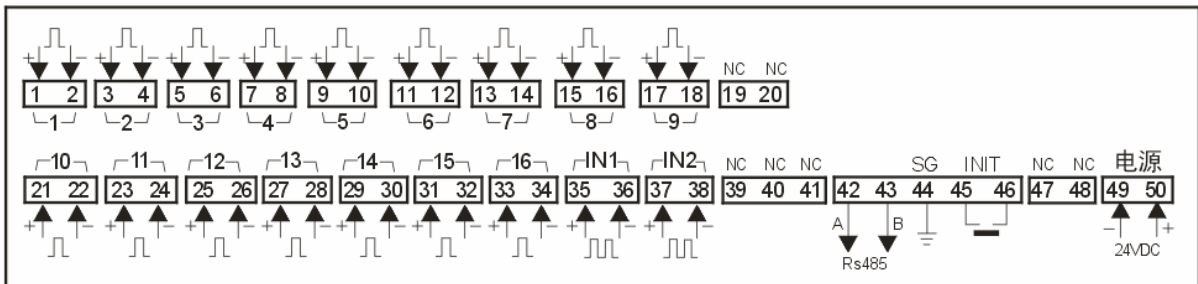 + − + − + − + − + − + − + − + − + −
NC NC
1 2 3 4 5 6 7 8 9 10 11 12 13 14 15 16 17 18 19 20
1 2 3 4 5 6 7 8 9
10 11 12 13 14 15 16 IN1 IN2 NC NC NC SG INIT NC NC 电源
21 22 23 24 25 26 27 28 29 30 31 32 33 34 35 36 37 38 39 40 41 42 43 44 45 46 47 48 49 50
+ − + − + − + − + − + − + − + − + − A B − +
Rs485 24VDC